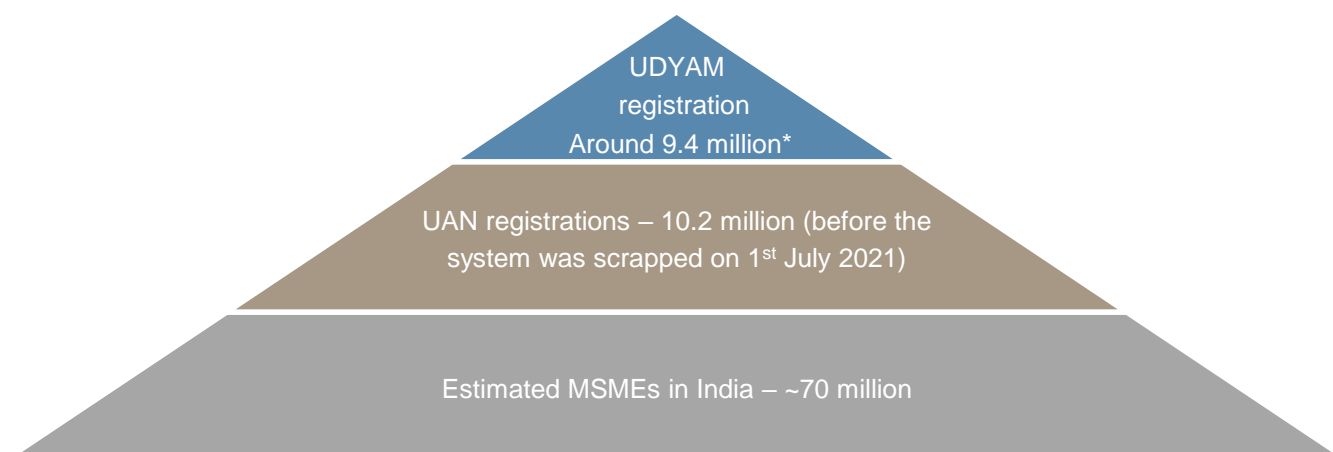 UDYAM
registration
Around 9.4 million*
UAN registrations – 10.2 million (before the
system was scrapped on 1st July 2021)
Estimated MSMEs in India – ~70 million